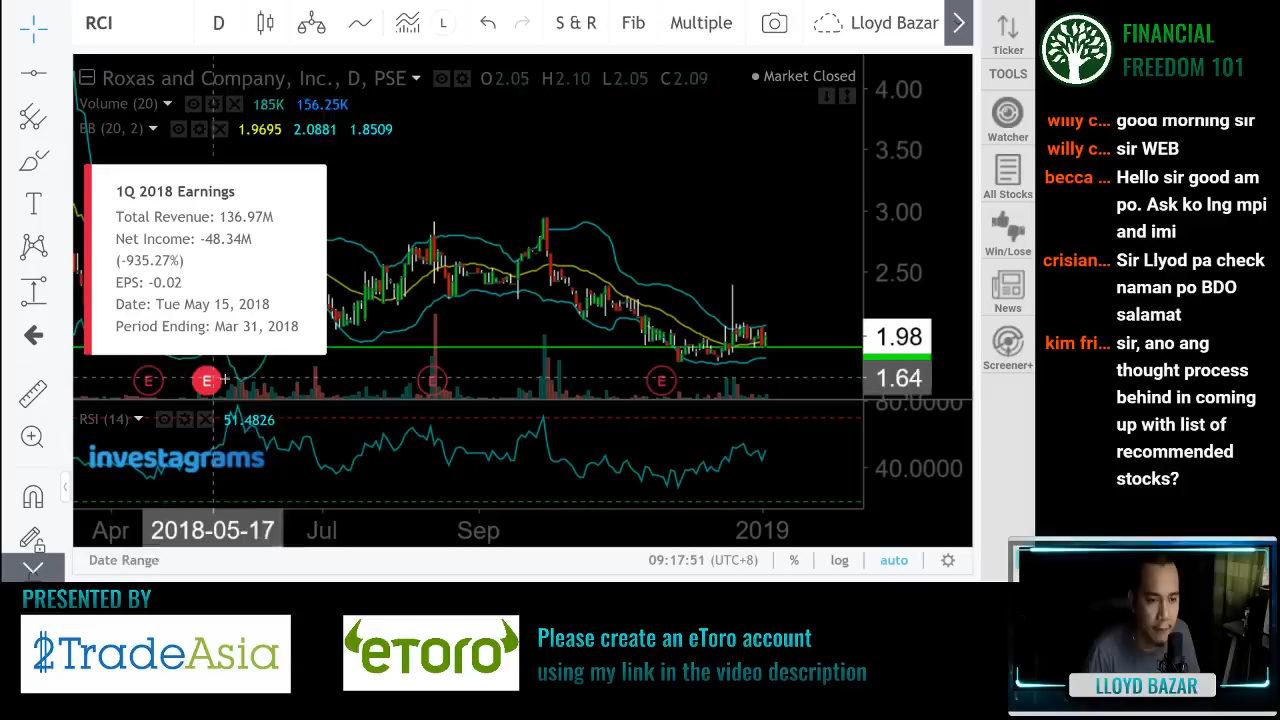 RCI
D
L
S & R
Fib
Multiple
Lloyd Bazar
Roxas and Company, Inc., D, PSE
O2.05 H2.10 L2.05 C2.09
Market Closed
Volume (20)
185K 156.25K
BB (20, 2)
1.9695 2.0881 1.8509
1Q 2018 Earnings
Total Revenue: 136.97M
Net Income: -48.34M
(-935.27%)
EPS: -0.02
Date: Tue May 15, 2018
Period Ending: Mar 31, 2018
4.00
3.50
3.00
2.50
1.98
1.64
E
E
E
E
80.0000
RSI (14)
51.4826
investagrams
40.0000
Apr
2018-05-17
Jul
Sep
2019
Date Range
09:17:51 (UTC+8)
%
log
auto
Ticker
TOOLS
Watcher
All Stocks
Win/Lose
News
Screener+
FINANCIAL
FREEDOM 101
willy c... good morning sir
willy c... sir WEB
becca ... Hello sir good am
po. Ask ko lng mpi
and imi
crisian... Sir Llyod pa check
naman po BDO
salamat
kim fri... sir, ano ang
thought process
behind in coming
up with list of
recommended
stocks?
PRESENTED BY
2TradeAsia
eToro
Please create an eToro account
using my link in the video description
LLOYD BAZAR